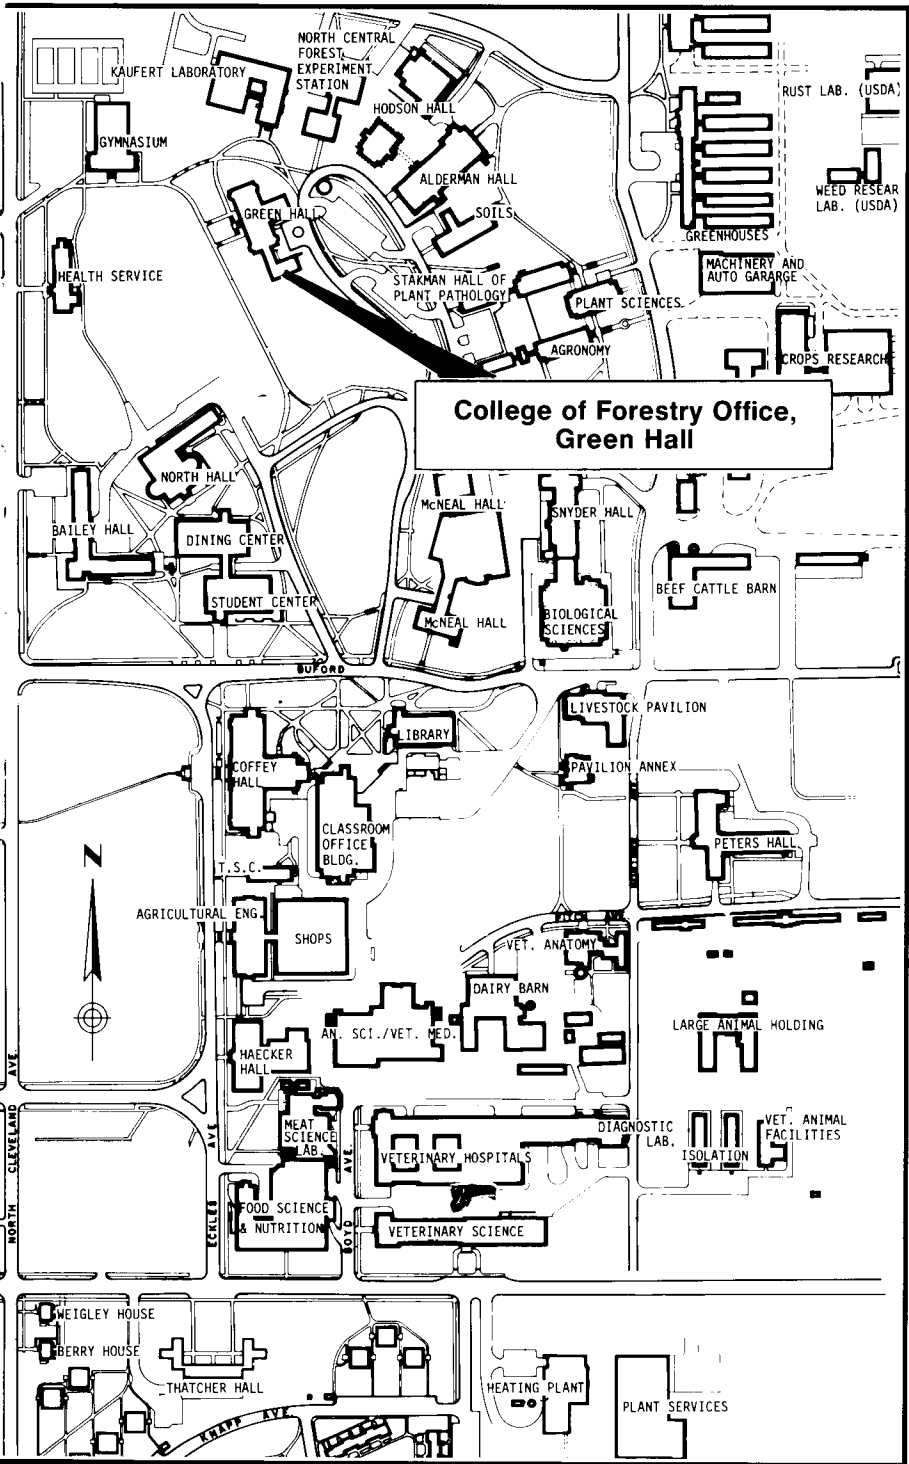 NORTH CENTRAL
FOREST
EXPERIMENT
STATION
KAUFERT LABORATORY
HODSON HALL
RUST LAB. (USDA)
GYMNASIUM
ALDERMAN HALL
WEED RESEAR
LAB. (USDA)
GREEN HALL
SOILS
GREENHOUSES
HEALTH SERVICE
STAKMAN HALL OF
PLANT PATHOLOGY
MACHINERY AND
AUTO GARARGE
PLANT SCIENCES
AGRONOMY
CROPS RESEARCH
College of Forestry Office,
Green Hall
NORTH HALL
McNEAL HALL
SNYDER HALL
BAILEY HALL
DINING CENTER
BEEF CATTLE BARN
STUDENT CENTER
McNEAL HALL
BIOLOGICAL
SCIENCES
BUFORD
LIVESTOCK PAVILION
LIBRARY
COFFEY
HALL
PAVILION ANNEX
CLASSROOM
OFFICE
BLDG.
PETERS HALL
N
T.S.C.
AGRICULTURAL ENG.
SHOPS
FITCH AVE
VET. ANATOMY
DAIRY BARN
AN. SCI./VET. MED.
LARGE ANIMAL HOLDING
HAECKER
HALL
NORTH CLEVELAND AVE.
ECKLES AVE
BOYD AVE.
MEAT
SCIENCE
LAB.
DIAGNOSTIC
LAB.
VET. ANIMAL
FACILITIES
VETERINARY HOSPITALS
ISOLATION
FOOD SCIENCE
& NUTRITION
VETERINARY SCIENCE
WEIGLEY HOUSE
BERRY HOUSE
THATCHER HALL
HEATING PLANT
PLANT SERVICES
KNAPP AVE